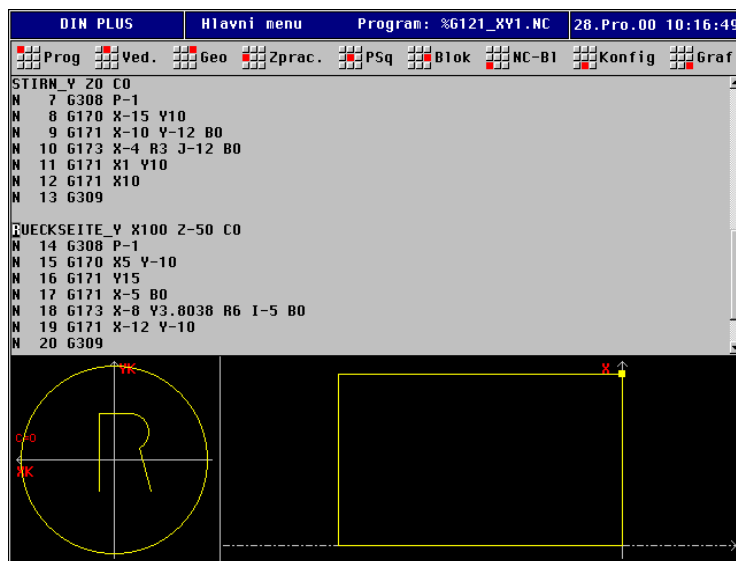 DIN PLUS Hlavní menu Program: %G121_XY1.NC 28.Pro.00 10:16:49
Prog Ved. Geo Zprac. PSq Blok NC-Bl Konfig Graf
STIRN_Y Z0 C0
N 7 G308 P-1
N 8 G170 X-15 Y10
N 9 G171 X-10 Y-12 B0
N 10 G173 X-4 R3 J-12 B0
N 11 G171 X1 Y10
N 12 G171 X10
N 13 G309
RUECKSEITE_Y X100 Z-50 C0
N 14 G308 P-1
N 15 G170 X5 Y-10
N 16 G171 Y15
N 17 G171 X-5 B0
N 18 G173 X-8 Y3.8038 R6 I-5 B0
N 19 G171 X-12 Y-10
N 20 G309
YK
X
C=0
XK
R